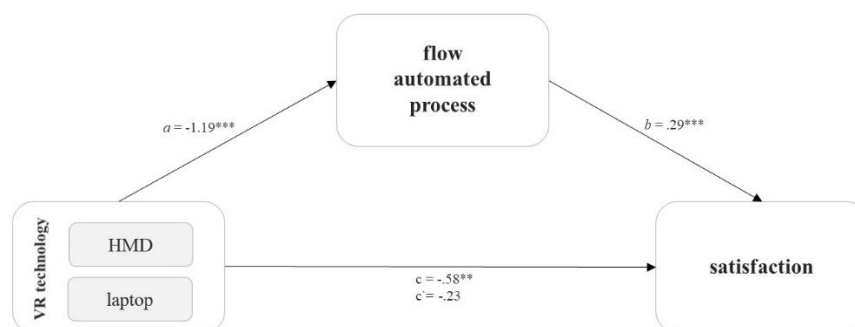 flow
automated
process
a = -1.19***
b = .29***
VR technology
HMD
laptop
c = -.58**
c`= -.23
satisfaction